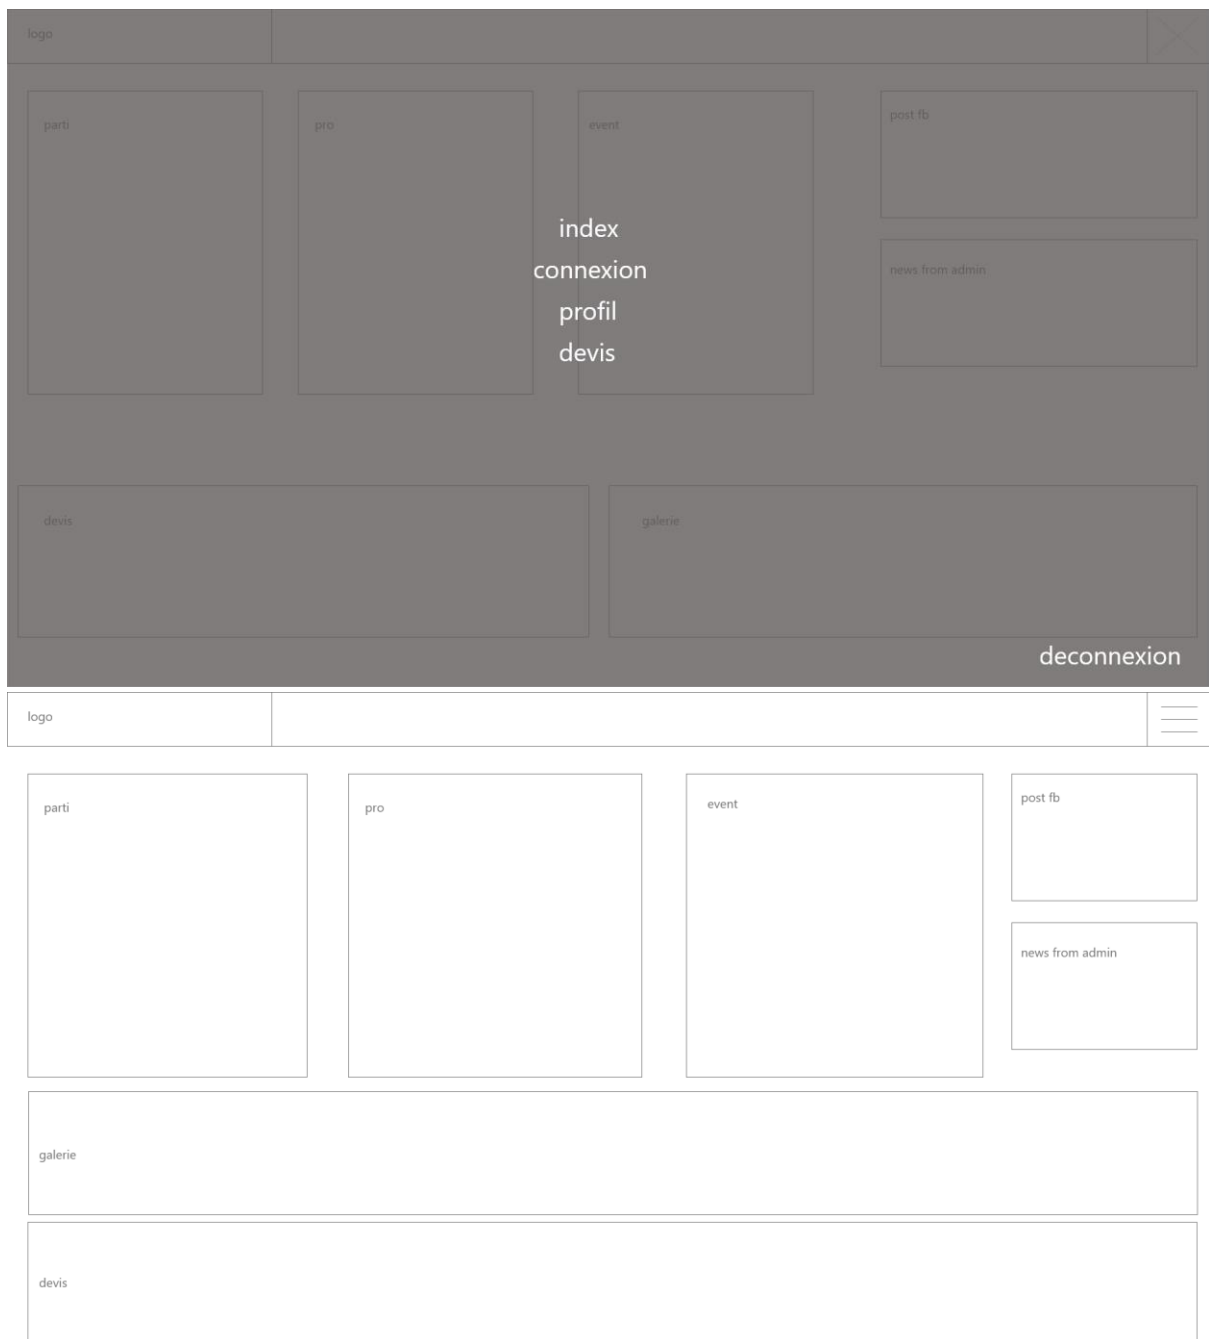 logo
parti
pro
event
post fb
index
connexion
news from admin
profil
devis
devis
galerie
deconnexion
logo
parti
pro
event
post fb
news from admin
galerie
devis